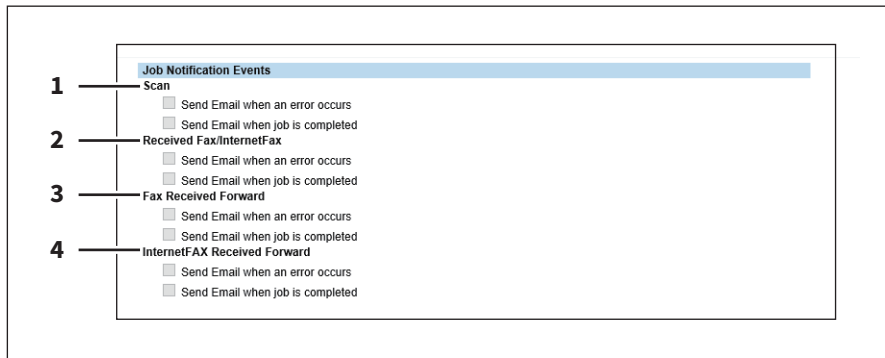 Job Notification Events
1 Scan
Send Email when an error occurs
Send Email when job is completed
2 Received Fax/InternetFax
Send Email when an error occurs
Send Email when job is completed
3 Fax Received Forward
Send Email when an error occurs
Send Email when job is completed
4 InternetFAX Received Forward
Send Email when an error occurs
Send Email when job is completed